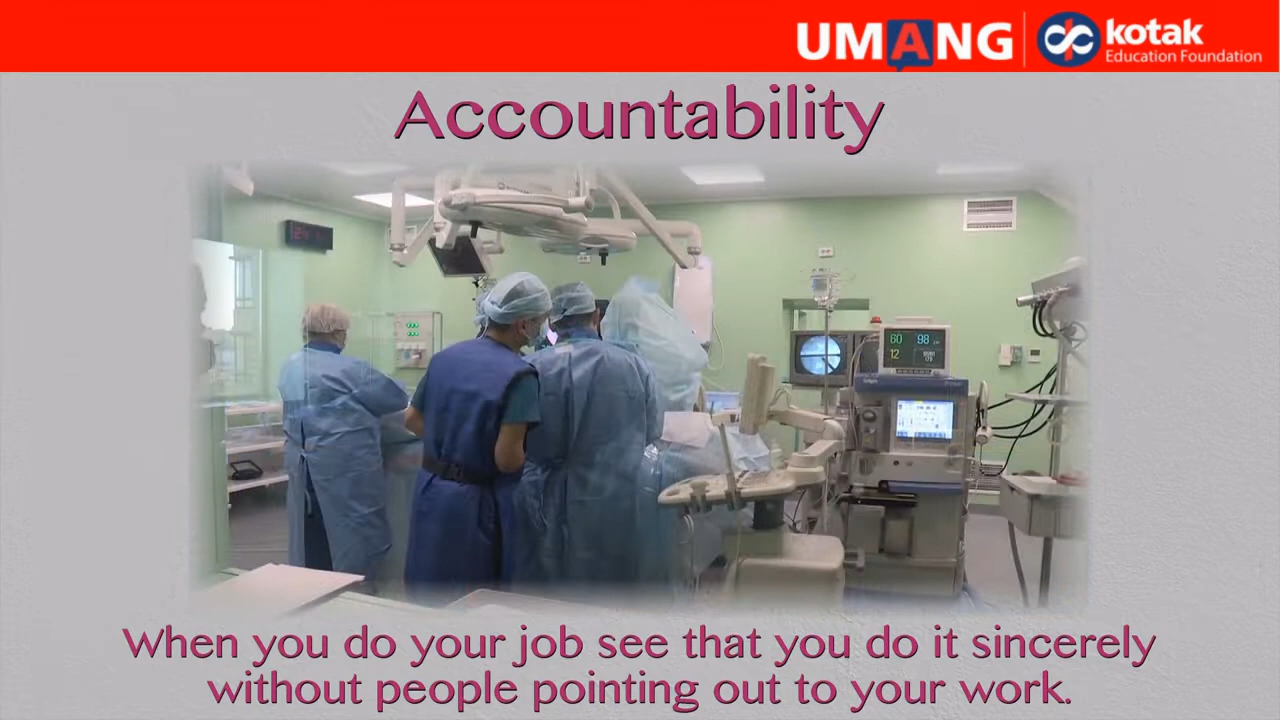 UMANG
kotak
Education Foundation
Accountability
60 98
12
When you do your job see that you do it sincerely
without people pointing out to your work.